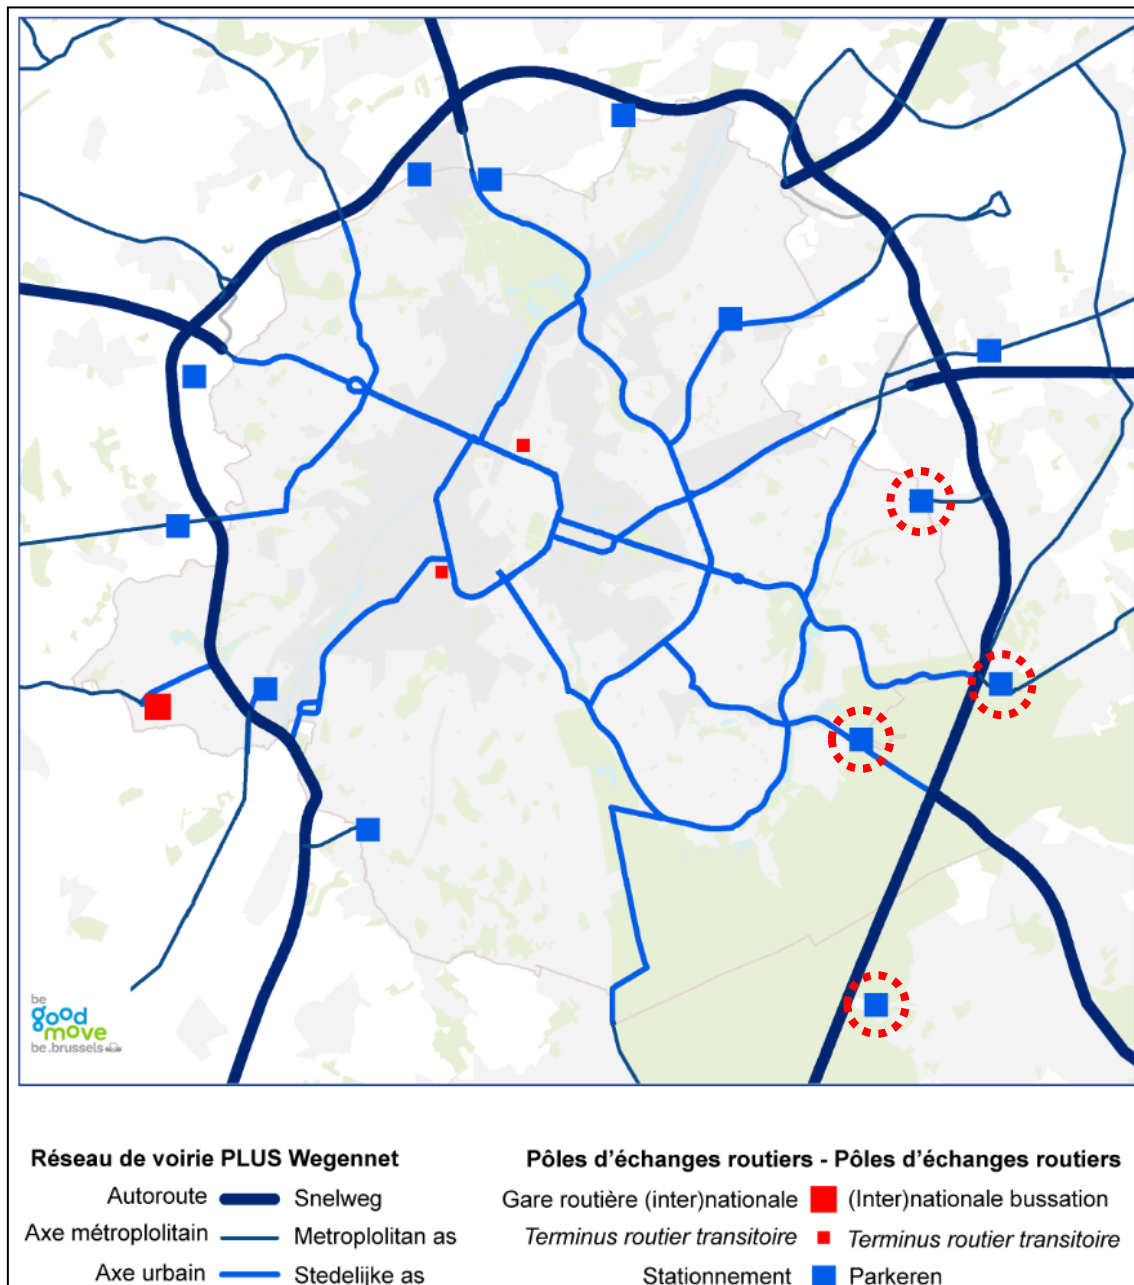 be
good
move
be.brussels
Réseau de voirie PLUS Wegennet
Autoroute Snelweg
Axe métroplolitain Metroplolitan as
Axe urbain Stedelijke as
Pôles d'échanges routiers - Pôles d'échanges routiers
Gare routière (inter)nationale (Inter)nationale bussation
Terminus routier transitoire Terminus routier transitoire
Stationnement Parkeren